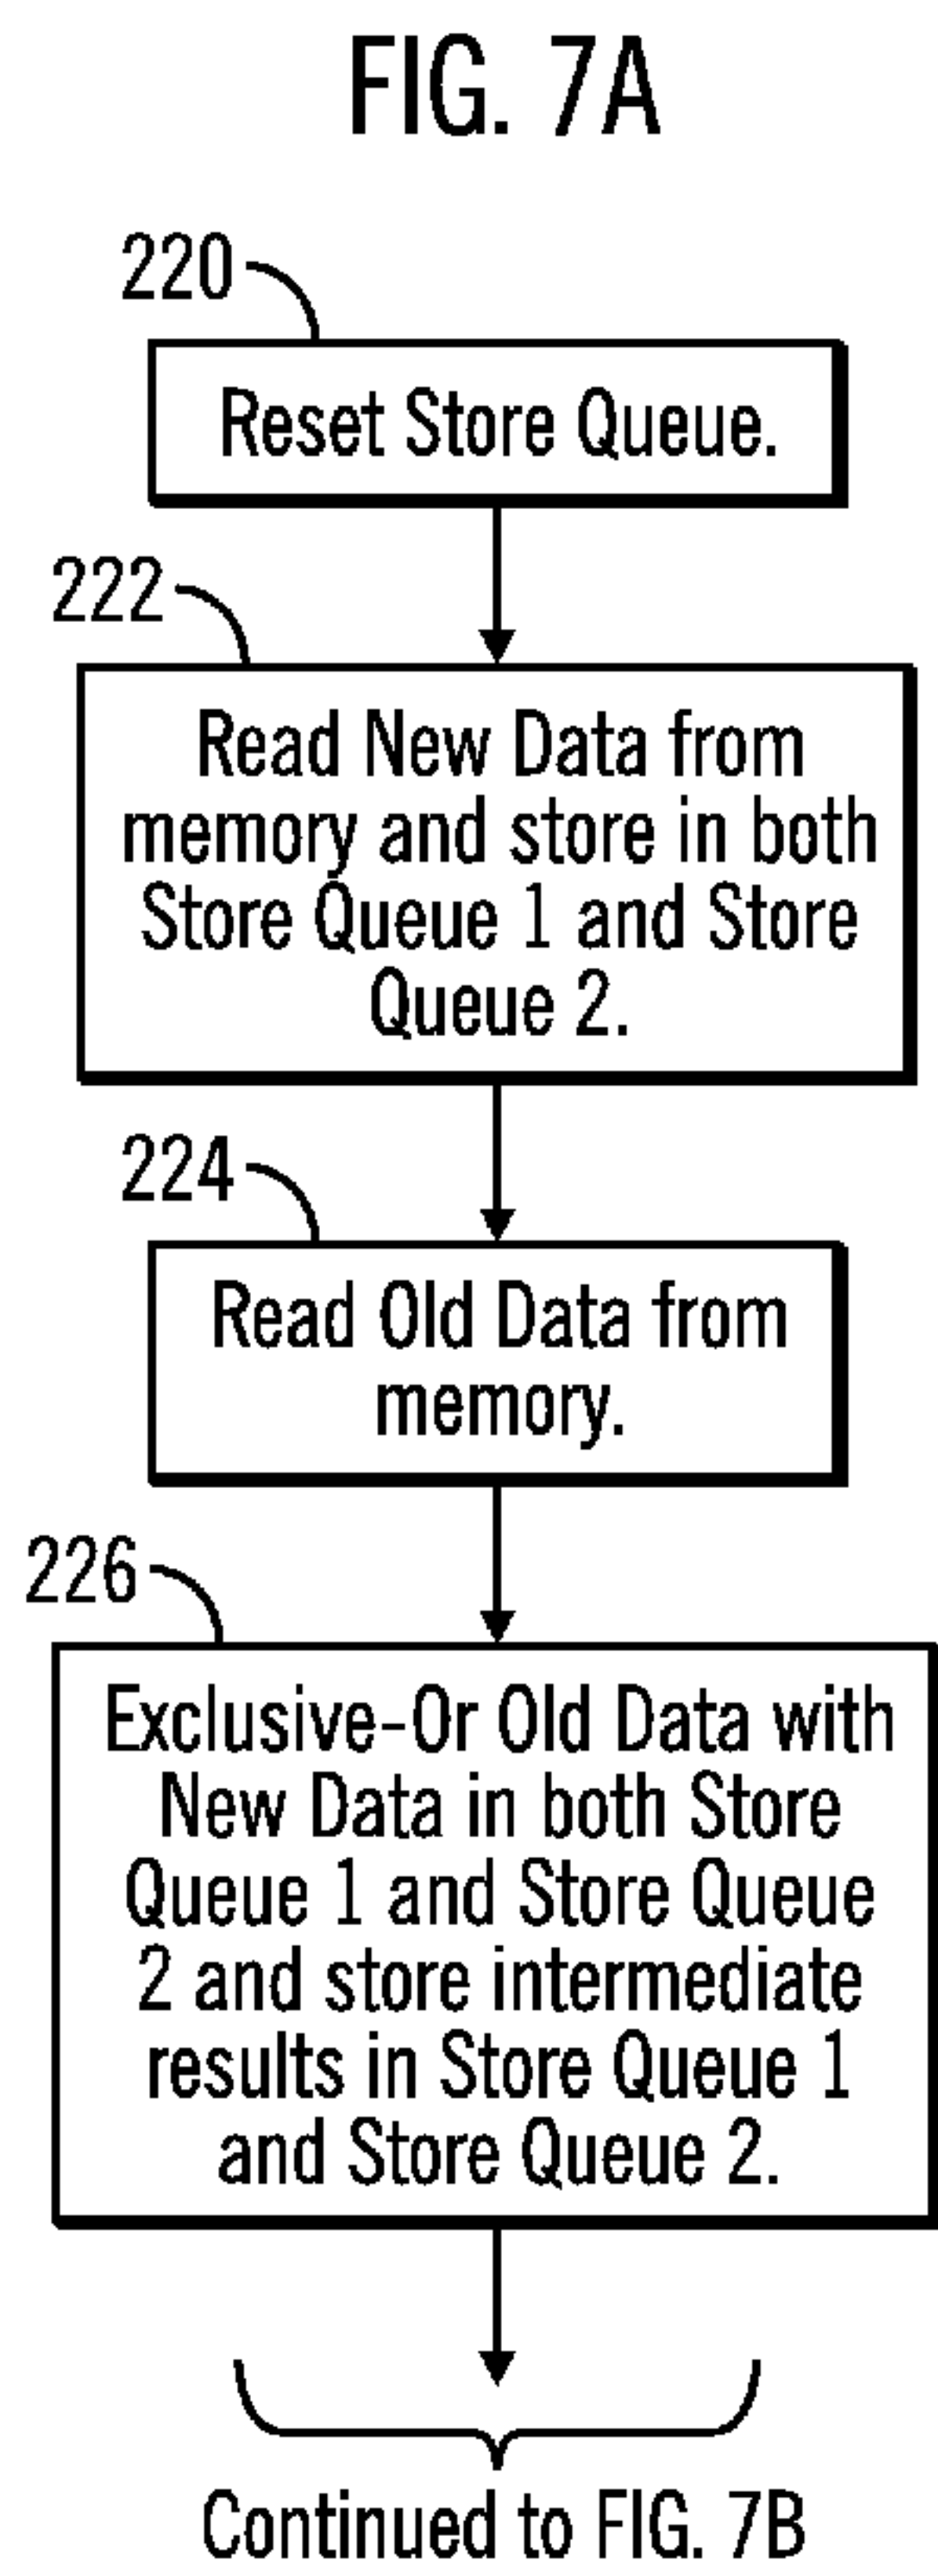 FIG. 7A
220
Reset Store Queue.
222
Read New Data from
memory and store in both
Store Queue 1 and Store
Queue 2.
224
Read Old Data from
memory.
226
Exclusive-Or Old Data with
New Data in both Store
Queue 1 and Store Queue
2 and store intermediate
results in Store Queue 1
and Store Queue 2.
Continued to FIG. 7B